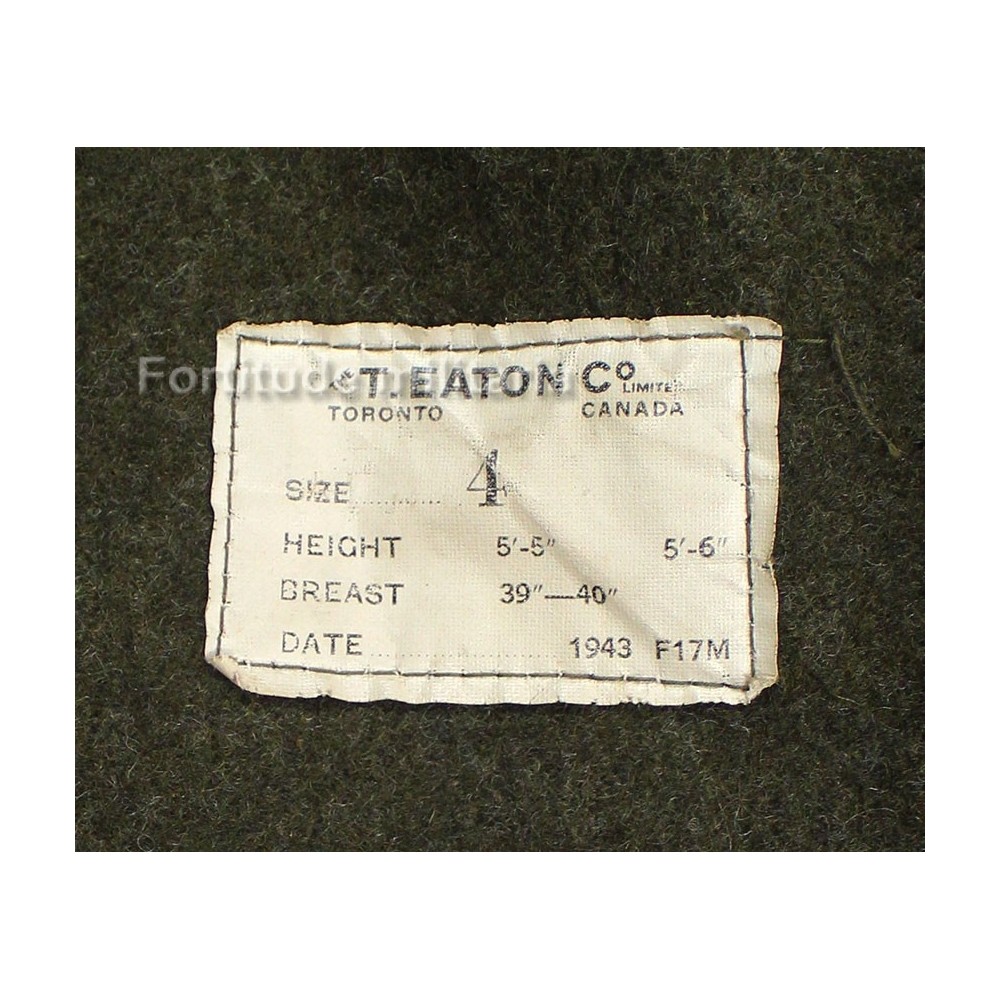 T. EATON Co LIMITED
TORONTO CANADA
SIZE 4
HEIGHT 5'-5" 5'-6"
BREAST 39"—40"
DATE 1943 F17M